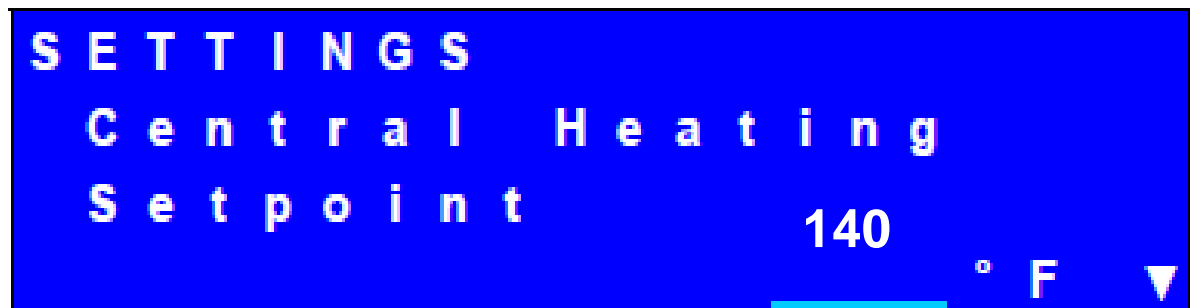 SETTINGS
Central Heating
Setpoint
140
° F ▼